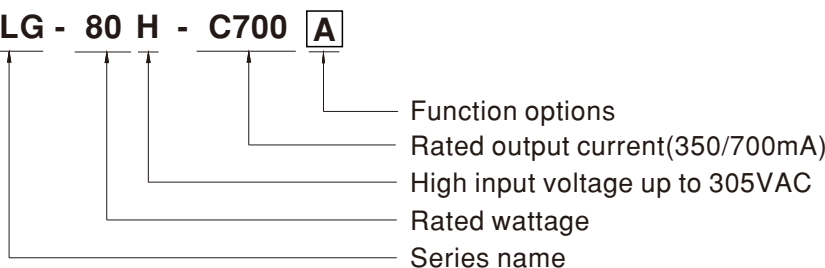 LG - 80 H - C700 A
Function options
Rated output current(350/700mA)
High input voltage up to 305VAC
Rated wattage
Series name